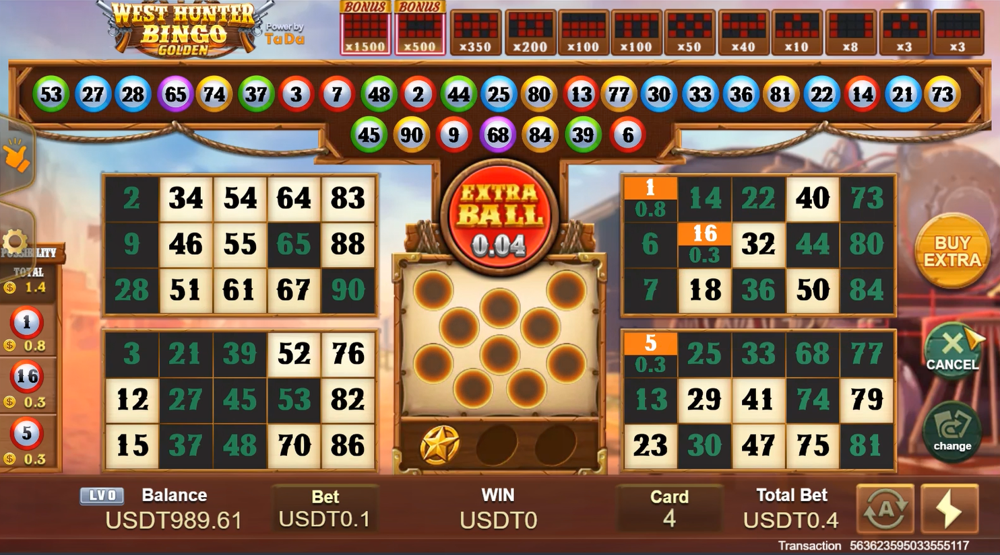 WEST HUNTER
BINGO
GOLDEN
Power by
TaDa
BONUS BONUS
x1500 x500 x350 x200 x100 x100 x50 x40 x10 x8 x3 x3
53 27 28 65 74 37 3 7 48 2 44 25 80 13 77 30 33 36 81 22 14 21 73
45 90 9 68 84 39 6
EXTRA
BALL
0.04
2 34 54 64 83
9 46 55 65 88
28 51 61 67 90
1 14 22 40 73
0.8
6 16 32 44 80
0.3
7 18 36 50 84
3 21 39 52 76
12 27 45 53 82
15 37 48 70 86
5 25 33 68 77
0.3
13 29 41 74 79
23 30 47 75 81
POSSIBILITY
TOTAL
$ 1.4
1
$ 0.8
16
$ 0.3
5
$ 0.3
BUY
EXTRA
CANCEL
change
LV0 Balance
USDT989.61
Bet
USDT0.1
WIN
USDT0
Card
4
Total Bet
USDT0.4
A
Transaction 563623595033555117